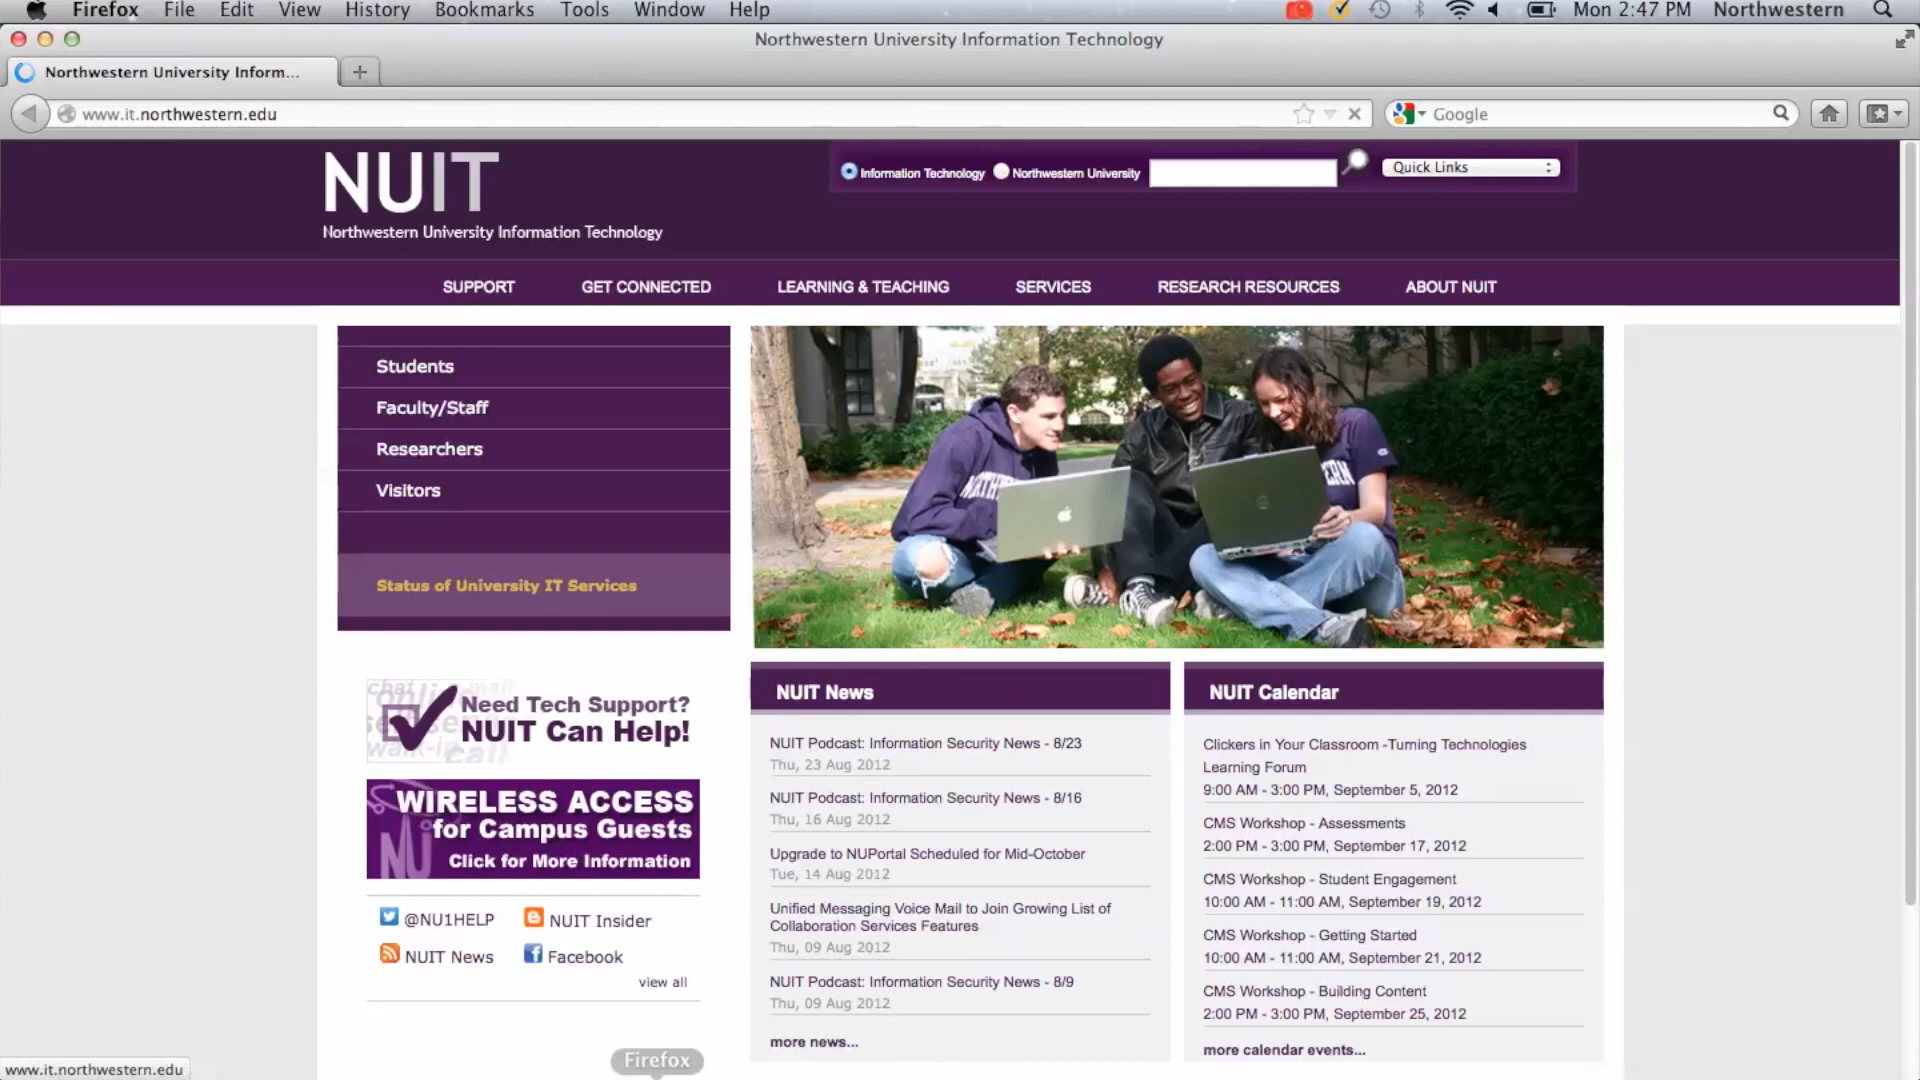 Firefox File Edit View History Bookmarks Tools Window Help Mon 2:47 PM Northwestern
Northwestern University Information Technology
Northwestern University Inform...
www.it.northwestern.edu Google
NUIT
Northwestern University Information Technology
Information Technology Northwestern University Quick Links
SUPPORT GET CONNECTED LEARNING & TEACHING SERVICES RESEARCH RESOURCES ABOUT NUIT
Students
Faculty/Staff
Researchers
Visitors
Status of University IT Services
Need Tech Support?
NUIT Can Help!
WIRELESS ACCESS
for Campus Guests
NU
Click for More Information
@NU1HELP NUIT Insider
NUIT News Facebook
view all
NUIT News
NUIT Podcast: Information Security News - 8/23
Thu, 23 Aug 2012
NUIT Podcast: Information Security News - 8/16
Thu, 16 Aug 2012
Upgrade to NUPortal Scheduled for Mid-October
Tue, 14 Aug 2012
Unified Messaging Voice Mail to Join Growing List of
Collaboration Services Features
Thu, 09 Aug 2012
NUIT Podcast: Information Security News - 8/9
Thu, 09 Aug 2012
more news...
NUIT Calendar
Clickers in Your Classroom -Turning Technologies
Learning Forum
9:00 AM - 3:00 PM, September 5, 2012
CMS Workshop - Assessments
2:00 PM - 3:00 PM, September 17, 2012
CMS Workshop - Student Engagement
10:00 AM - 11:00 AM, September 19, 2012
CMS Workshop - Getting Started
10:00 AM - 11:00 AM, September 21, 2012
CMS Workshop - Building Content
2:00 PM - 3:00 PM, September 25, 2012
more calendar events...
www.it.northwestern.edu
Firefox